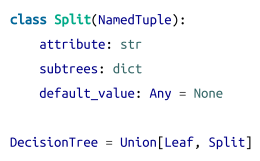 class Split(NamedTuple):
    attribute: str
    subtrees: dict
    default_value: Any = None
DecisionTree = Union[Leaf, Split]